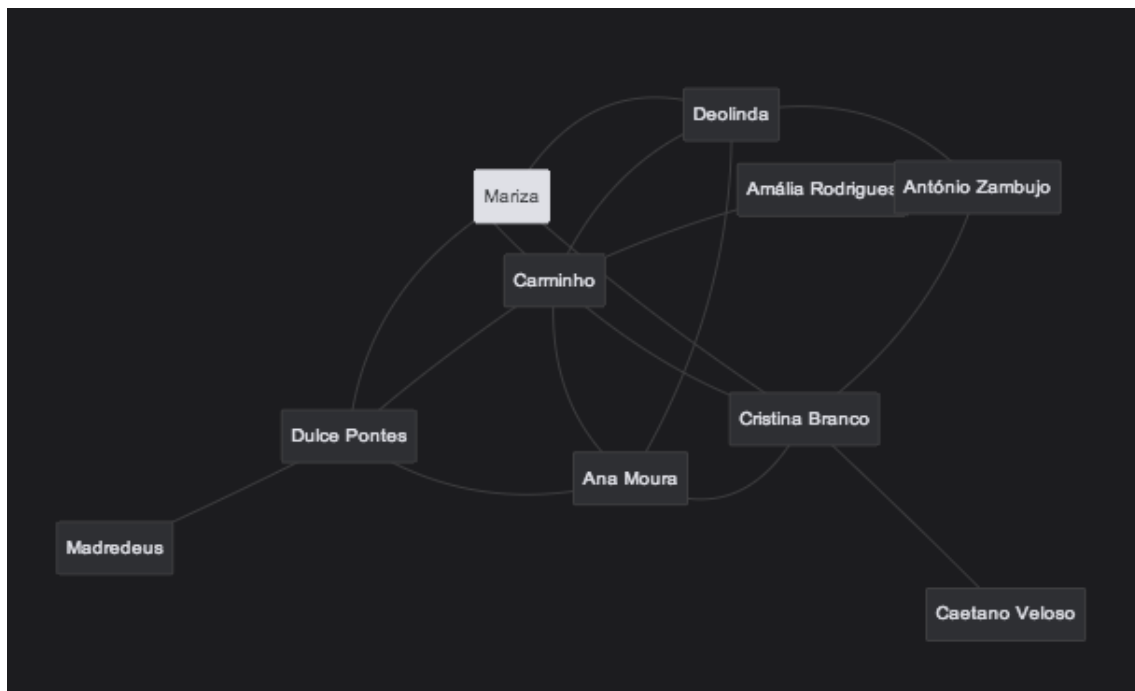 Deolinda
Mariza
Amália Rodrigues
António Zambujo
Carminho
Cristina Branco
Dulce Pontes
Ana Moura
Madredeus
Caetano Veloso